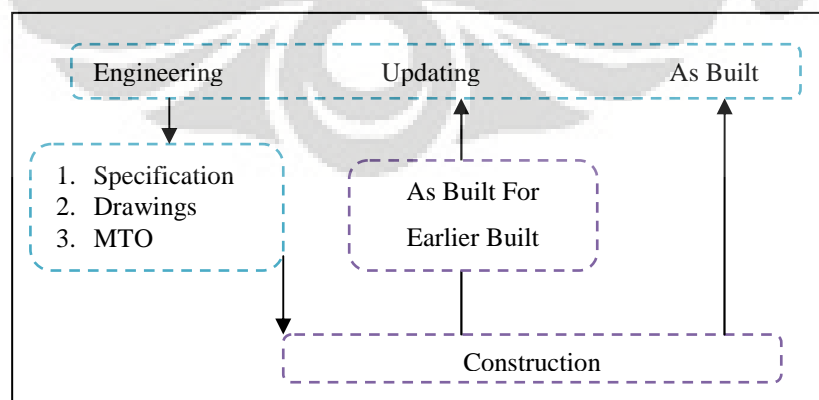 Engineering Updating As Built
1. Specification
2. Drawings
3. MTO
As Built For
Earlier Built
Construction